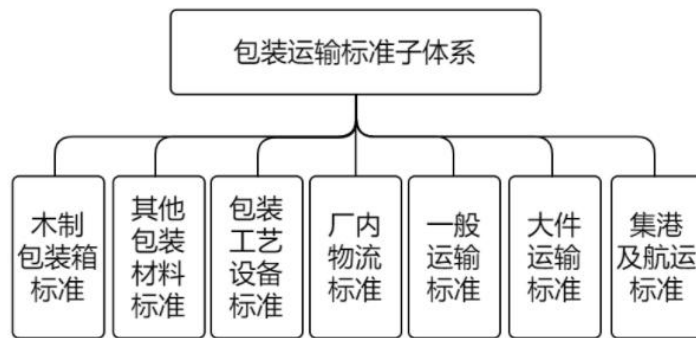 包装运输标准子体系
木制
包装箱
标准
其他
包装
材料
标准
包装
工艺
设备
标准
厂内
物流
标准
一般
运输
标准
大件
运输
标准
集港
及航运
标准